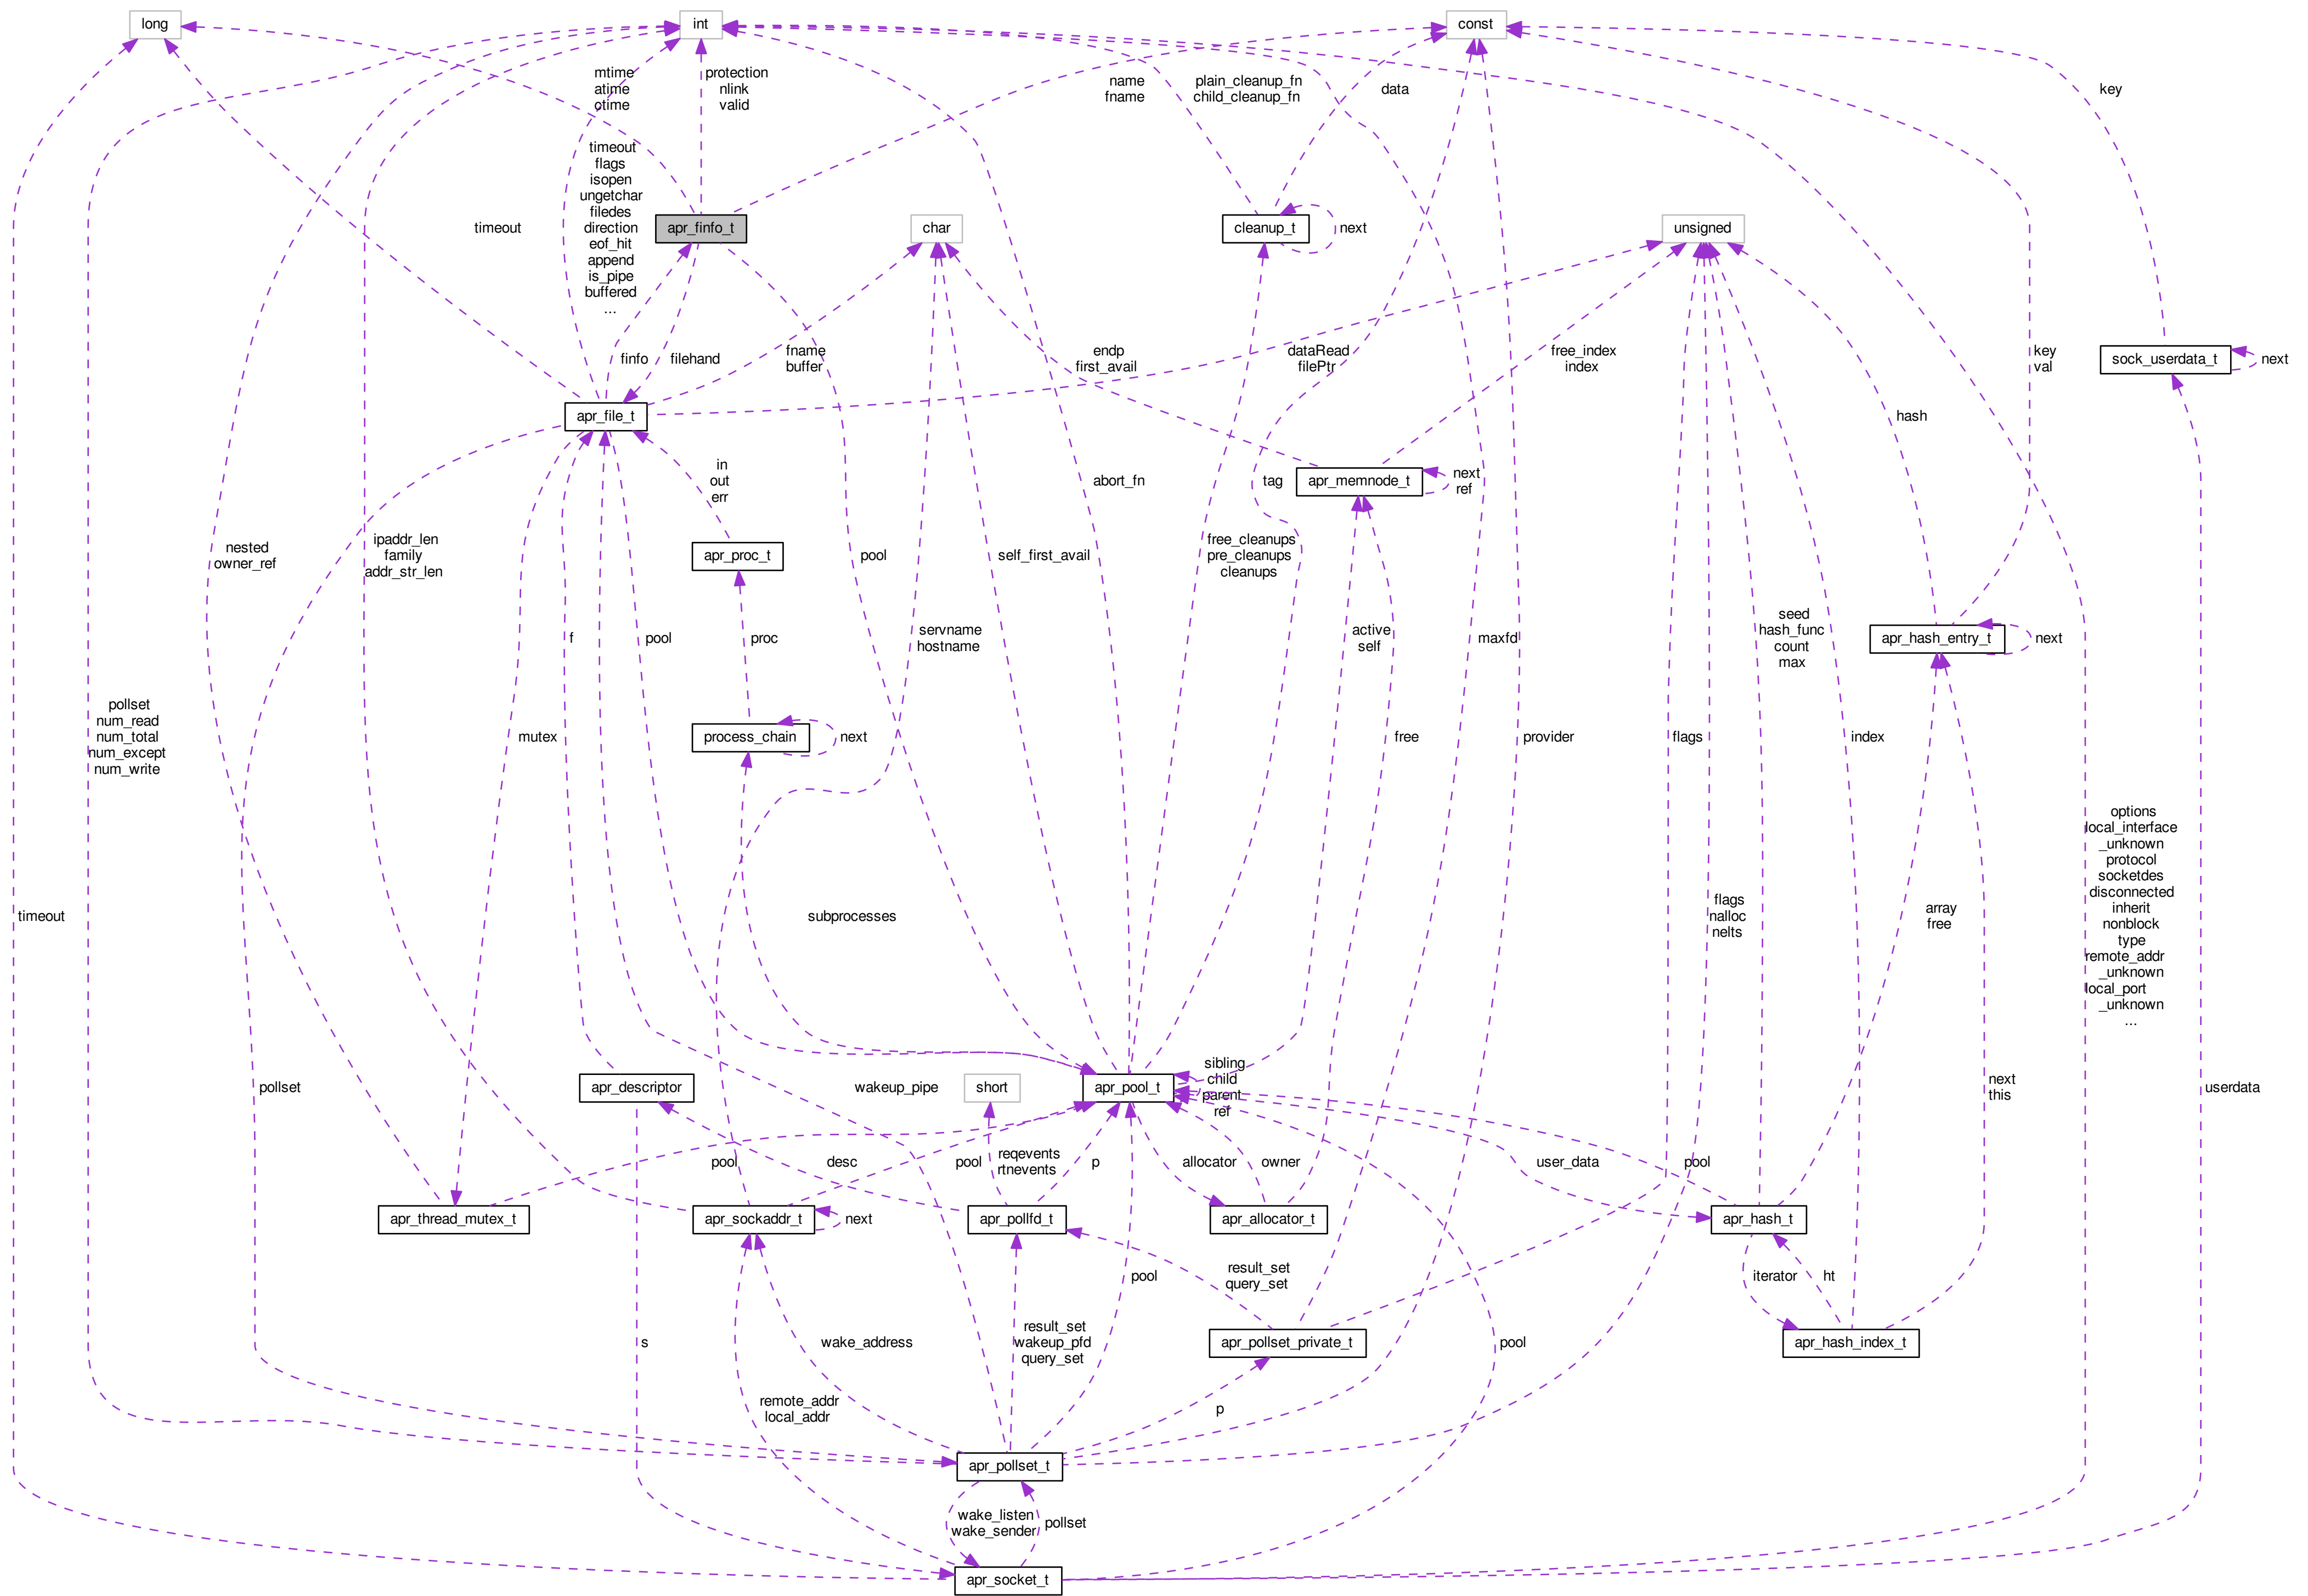 long
int
const
mtime
atime
ctime
protection
nlink
valid
name
fname
plain_cleanup_fn
child_cleanup_fn
data
key
timeout
flags
isopen
ungetchar
filedes
direction
eof_hit
append
is_pipe
buffered
...
timeout
apr_finfo_t
char
cleanup_t
next
unsigned
finfo
filehand
fname
buffer
endp
first_avail
dataRead
filePtr
free_index
index
key
val
sock_userdata_t
next
apr_file_t
hash
in
out
err
abort_fn
tag
apr_memnode_t
next
ref
nested
owner_ref
ipaddr_len
family
addr_str_len
apr_proc_t
pool
self_first_avail
free_cleanups
pre_cleanups
cleanups
f
pool
proc
servname
hostname
active
self
maxfd
seed
hash_func
count
max
apr_hash_entry_t
next
pollset
num_read
num_total
num_except
num_write
mutex
process_chain
next
free
provider
flags
index
timeout
subprocesses
flags
nalloc
nelts
array
free
options
local_interface
_unknown
protocol
socketdes
disconnected
inherit
nonblock
type
remote_addr
_unknown
local_port
_unknown
...
pollset
apr_descriptor
wakeup_pipe
short
apr_pool_t
sibling
child
parent
ref
next
this
userdata
pool
desc
pool
reqevents
rtnevents
p
allocator
owner
user_data
pool
apr_thread_mutex_t
apr_sockaddr_t
next
apr_pollfd_t
apr_allocator_t
apr_hash_t
pool
result_set
query_set
iterator
ht
s
wake_address
result_set
wakeup_pfd
query_set
apr_pollset_private_t
pool
apr_hash_index_t
remote_addr
local_addr
p
apr_pollset_t
wake_listen
wake_sender
pollset
apr_socket_t